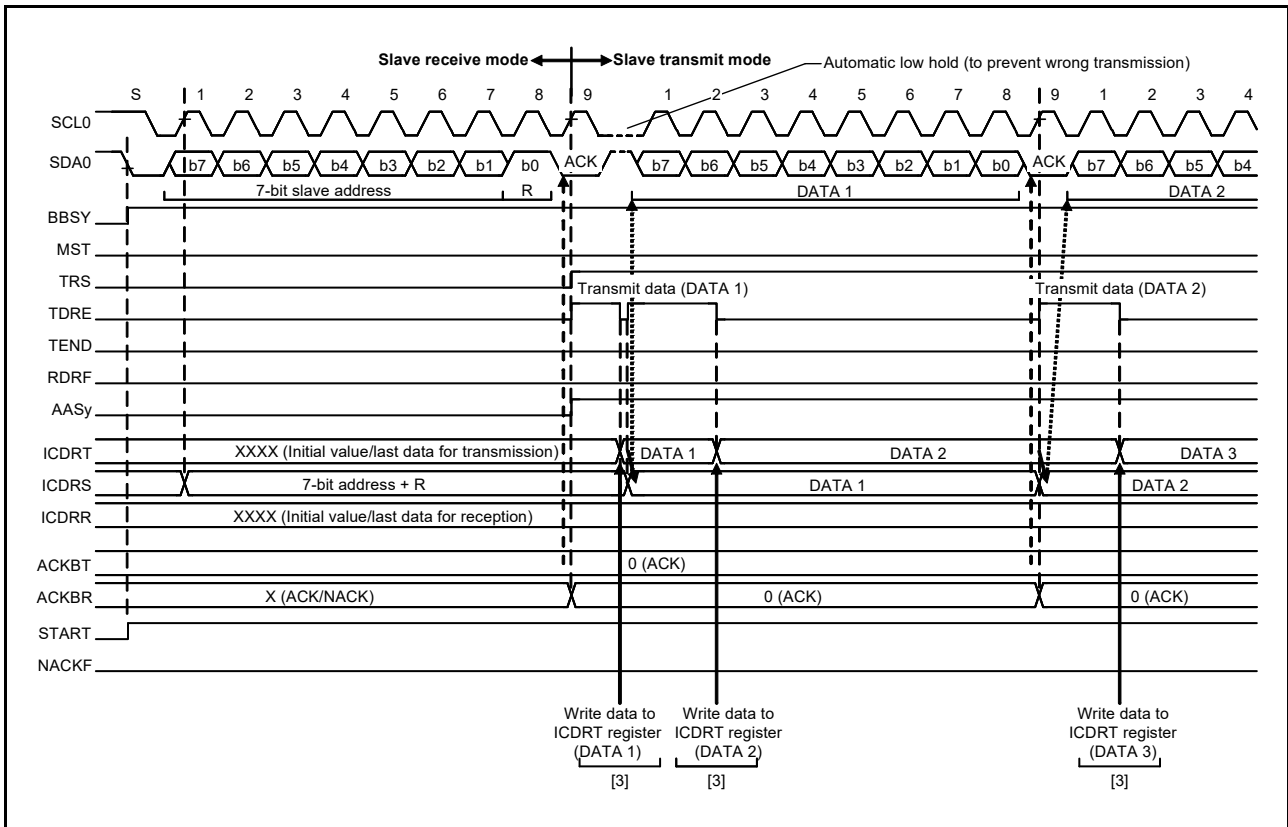 Slave receive mode Slave transmit mode Automatic low hold (to prevent wrong transmission)
S 1 2 3 4 5 6 7 8 9 1 2 3 4 5 6 7 8 9 1 2 3 4
SCL0
SDA0 b7 b6 b5 b4 b3 b2 b1 b0 ACK b7 b6 b5 b4 b3 b2 b1 b0 ACK b7 b6 b5 b4
7-bit slave address R DATA 1 DATA 2
BBSY
MST
TRS
Transmit data (DATA 1) Transmit data (DATA 2)
TDRE
TEND
RDRF
AASy
ICDRT XXXX (Initial value/last data for transmission) DATA 1 DATA 2 DATA 3
ICDRS 7-bit address + R DATA 1 DATA 2
ICDRR XXXX (Initial value/last data for reception)
ACKBT 0 (ACK)
ACKBR X (ACK/NACK) 0 (ACK) 0 (ACK)
START
NACKF
Write data to Write data to Write data to
ICDRT register ICDRT register ICDRT register
(DATA 1) (DATA 2) (DATA 3)
[3] [3] [3]